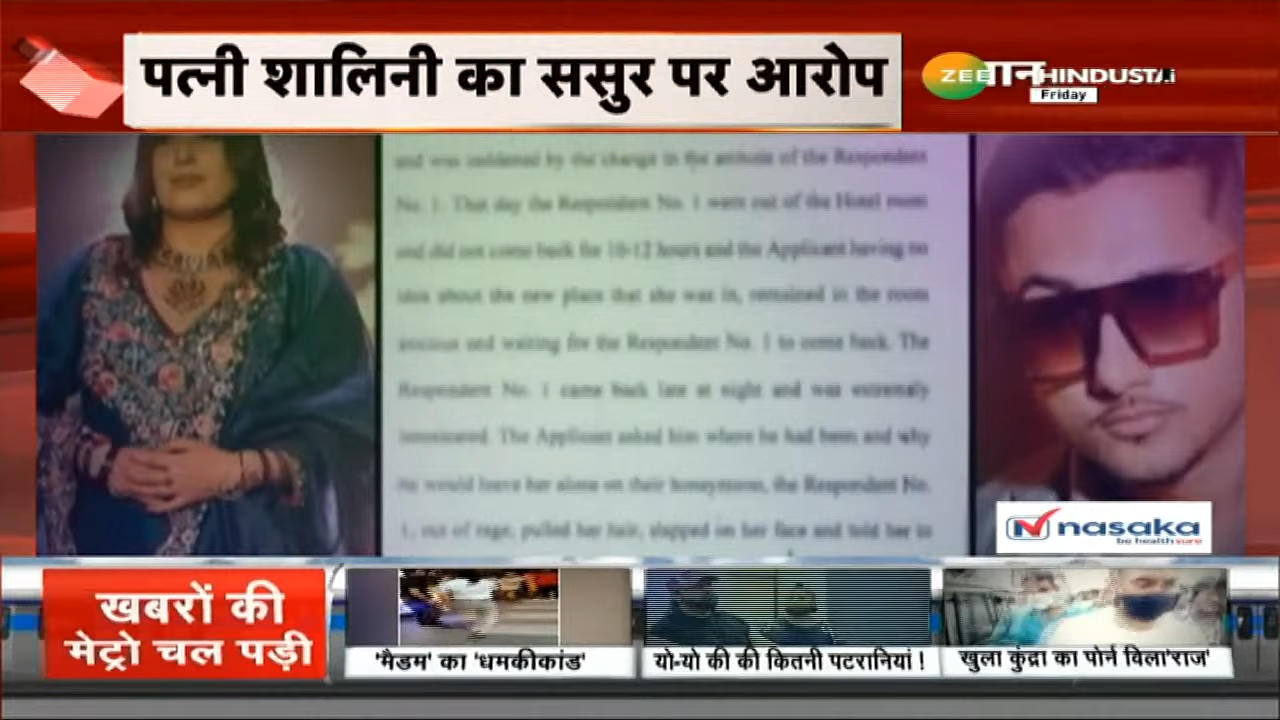 पत्नी शालिनी का ससुर पर आरोप
ZEE HINDUSTA
Friday
and was saddened by the change in the attitude of the Respondent
No. 1. That day the Respondent No. 1 went out of the Hotel room
and did not come back for 10-12 hours and the Applicant having no
idea about the new place that she was in, remained in the room
anxious and waiting for the Respondent No. 1 to come back. The
Respondent No. 1 came back late at night and was extremely
The Applicant asked him where he had been and why
he would leave her alone on their honeymoon, the Respondent No.
1, out of rage, pulled her hair, slapped on her face and told her to
nasaka
be healthsure
खबरों की
मेट्रो चल पड़ी
'मैडम' का 'धमकीकांड'
यो-यो की की कितनी पटरानियां !
खुला कुंद्रा का पोर्न विला'राज'